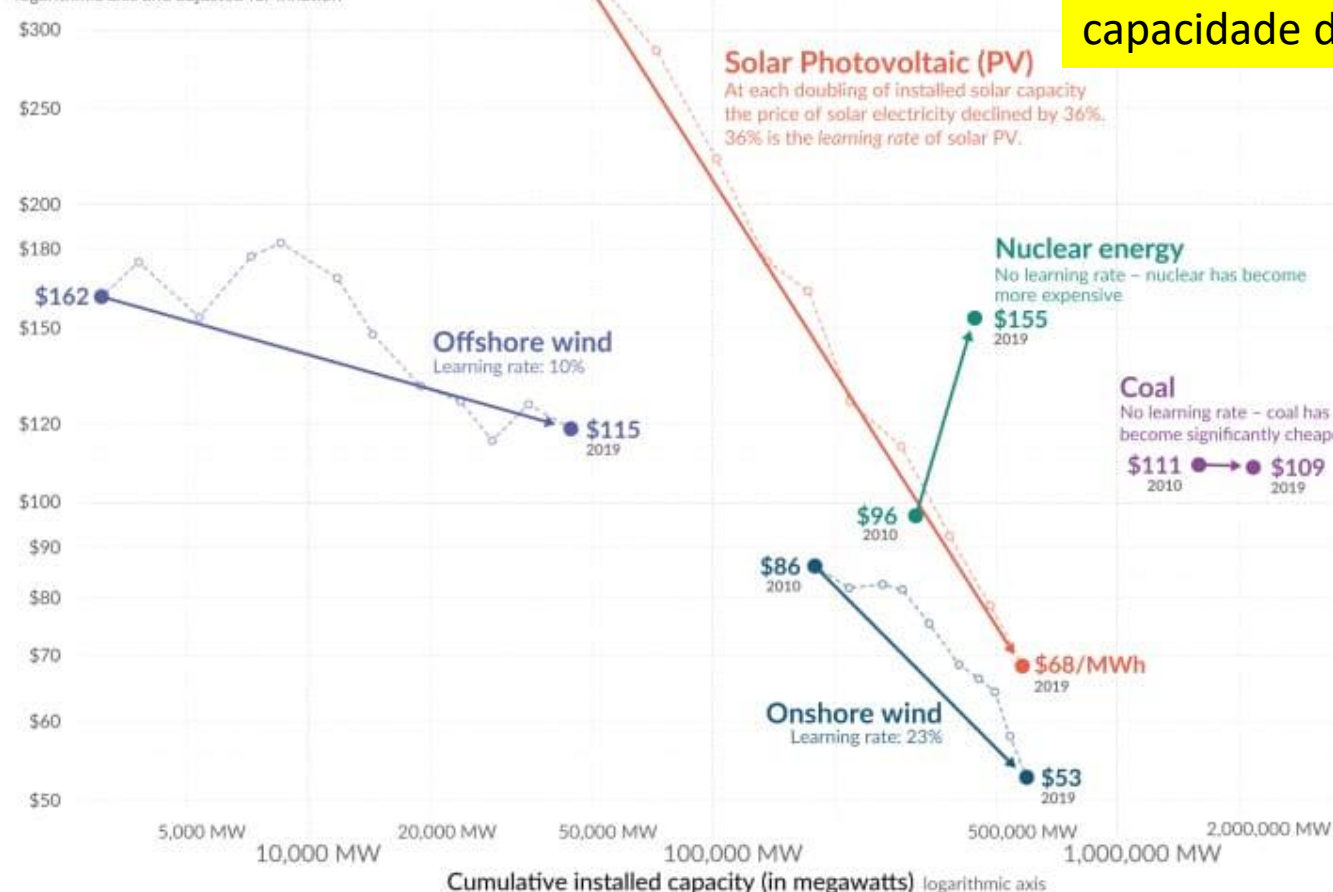 logarithmic axis and adjusted for inflation
capacidade d
$300
Solar Photovoltaic (PV)
At each doubling of installed solar capacity
the price of solar electricity declined by 36%.
36% is the learning rate of solar PV.
$250
$200
$180
Nuclear energy
No learning rate – nuclear has become
more expensive
$155
2019
$162
$150
Offshore wind
Learning rate: 10%
Coal
No learning rate – coal has
become significantly cheap
$120
$115
2019
$111
2010
$109
2019
$100
$96
2010
$90
$86
2010
$80
$70
$68/MWh
2019
$60
Onshore wind
Learning rate: 23%
$53
2019
$50
5,000 MW
20,000 MW
50,000 MW
500,000 MW
2,000,000 MW
10,000 MW
100,000 MW
1,000,000 MW
Cumulative installed capacity (in megawatts) logarithmic axis